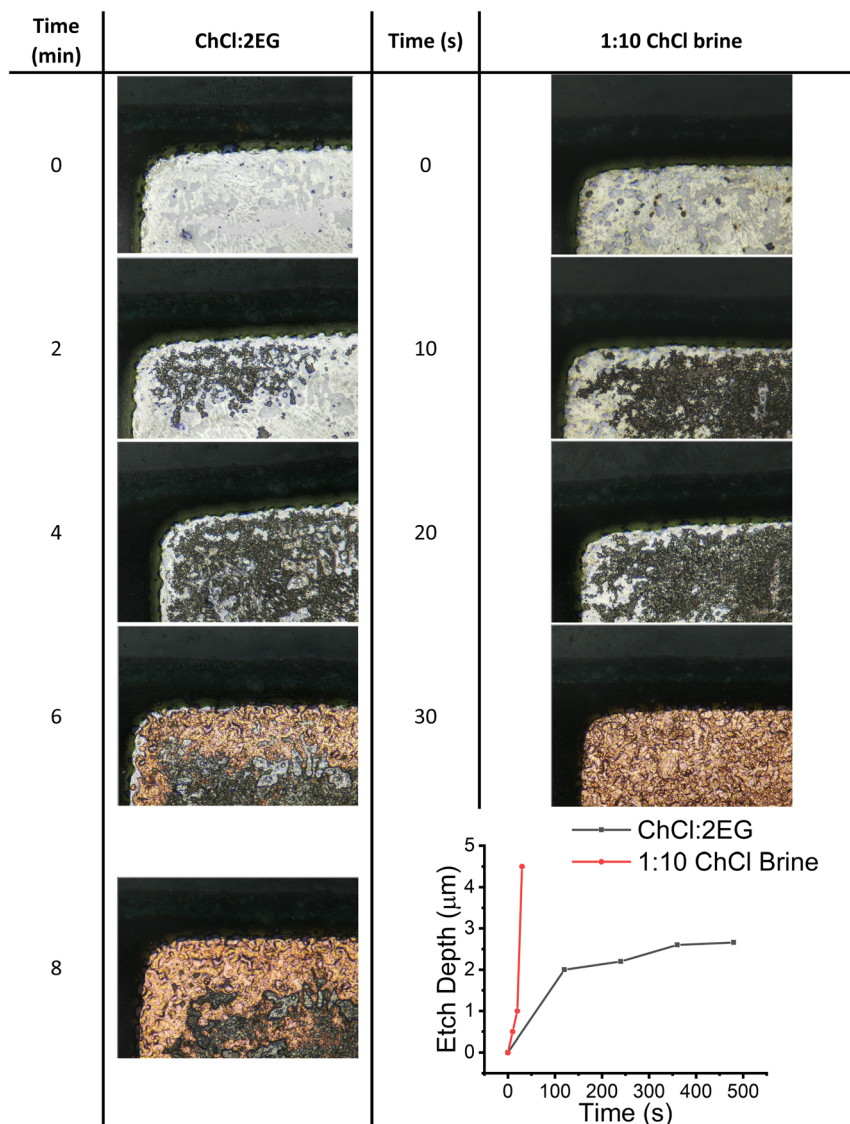 Time (min)
ChCl:2EG
Time (s)
1:10 ChCl brine
0
0
2
10
4
20
6
30
8
ChCl:2EG
1:10 ChCl Brine
Etch Depth (μm)
5
4
3
2
1
0
0 100 200 300 400 500
Time (s)